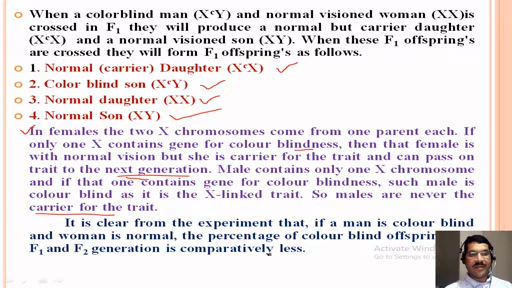 When a colorblind man (XᶜY) and normal visioned woman (XX)is
crossed in F₁ they will produce a normal but carrier daughter
(XᶜX) and a normal visioned son (XY). When these F₁ offspring's
are crossed they will form F₁ offspring's as follows.
1. Normal (carrier) Daughter (XᶜX)
2. Color blind son (XᶜY)
3. Normal daughter (XX)
4. Normal Son (XY)
In females the two X chromosomes come from one parent each. If
only one X contains gene for colour blindness, then that female
is with normal vision but she is carrier for the trait and can pass on
trait to the next generation. Male contains only one X chromosome
and if that one contains gene for colour blindness, such male is
colour blind as it is the X-linked trait. So males are never the
carrier for the trait.
It is clear from the experiment that, if a man is colour blind
and woman is normal, the percentage of colour blind offspring
F₁ and F₂ generation is comparatively less.
Activate Windows
Go to Settings to